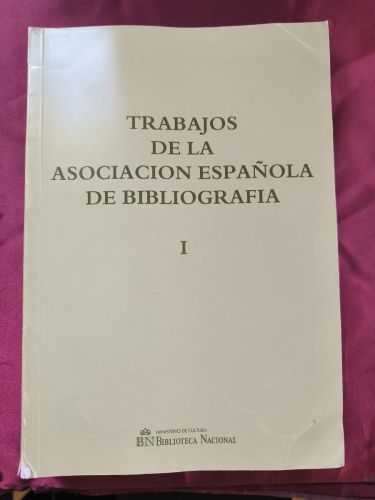 TRABAJOS
DE LA
ASOCIACION ESPAÑOLA
DE BIBLIOGRAFIA
I
MINISTERIO DE CULTURA
BN BIBLIOTECA NACIONAL